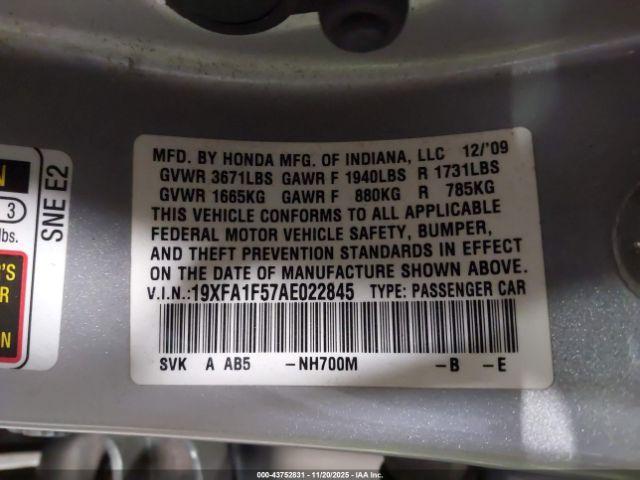 MFD. BY HONDA MFG. OF INDIANA, LLC 12/'09
GVWR 3671LBS GAWR F 1940LBS R 1731LBS
GVWR 1665KG GAWR F 880KG R 785KG
THIS VEHICLE CONFORMS TO ALL APPLICABLE
FEDERAL MOTOR VEHICLE SAFETY, BUMPER,
AND THEFT PREVENTION STANDARDS IN EFFECT
ON THE DATE OF MANUFACTURE SHOWN ABOVE.
V.I.N.:19XFA1F57AE022845 TYPE: PASSENGER CAR
SVK A AB5 -NH700M -B -E
SNE E2
3
lbs.
000-43752831 | 11/20/2025 | IAAI, Inc.